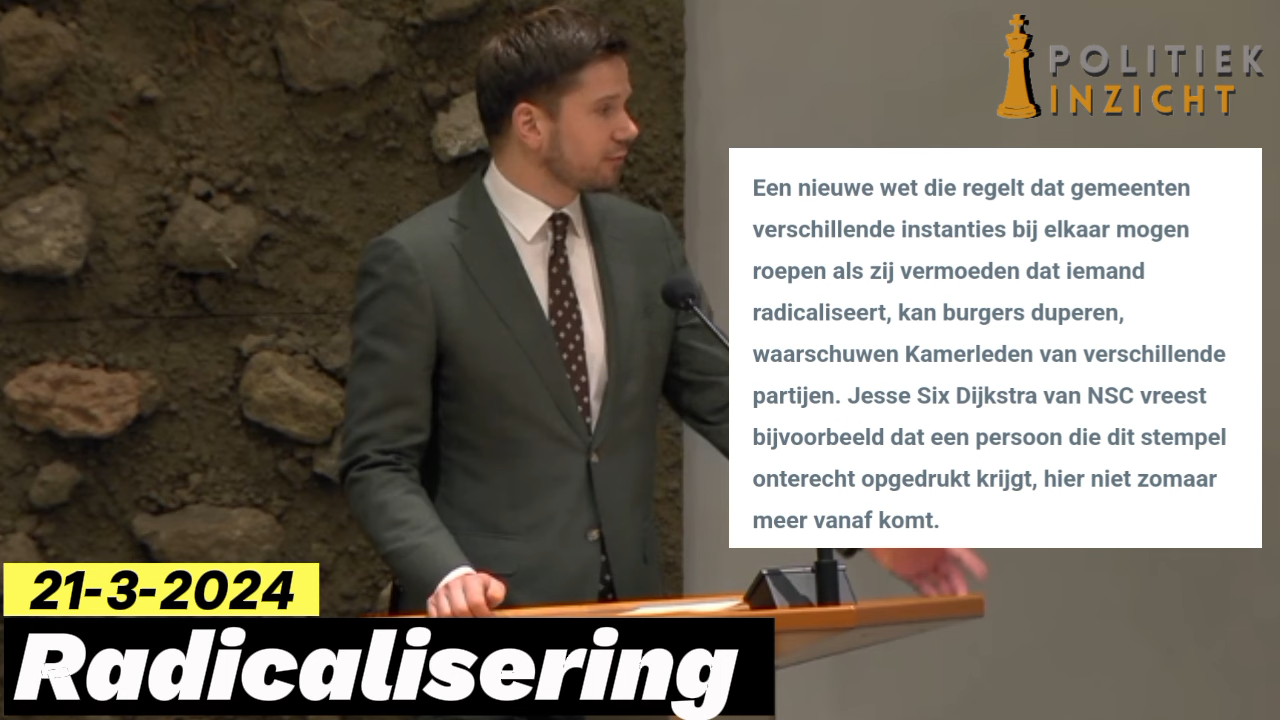 POLITIEK
INZICHT
Een nieuwe wet die regelt dat gemeenten
verschillende instanties bij elkaar mogen
roepen als zij vermoeden dat iemand
radicaliseert, kan burgers duperen,
waarschuwen Kamerleden van verschillende
partijen. Jesse Six Dijkstra van NSC vreest
bijvoorbeeld dat een persoon die dit stempel
onterecht opgedrukt krijgt, hier niet zomaar
meer vanaf komt.
21-3-2024
Radicalisering